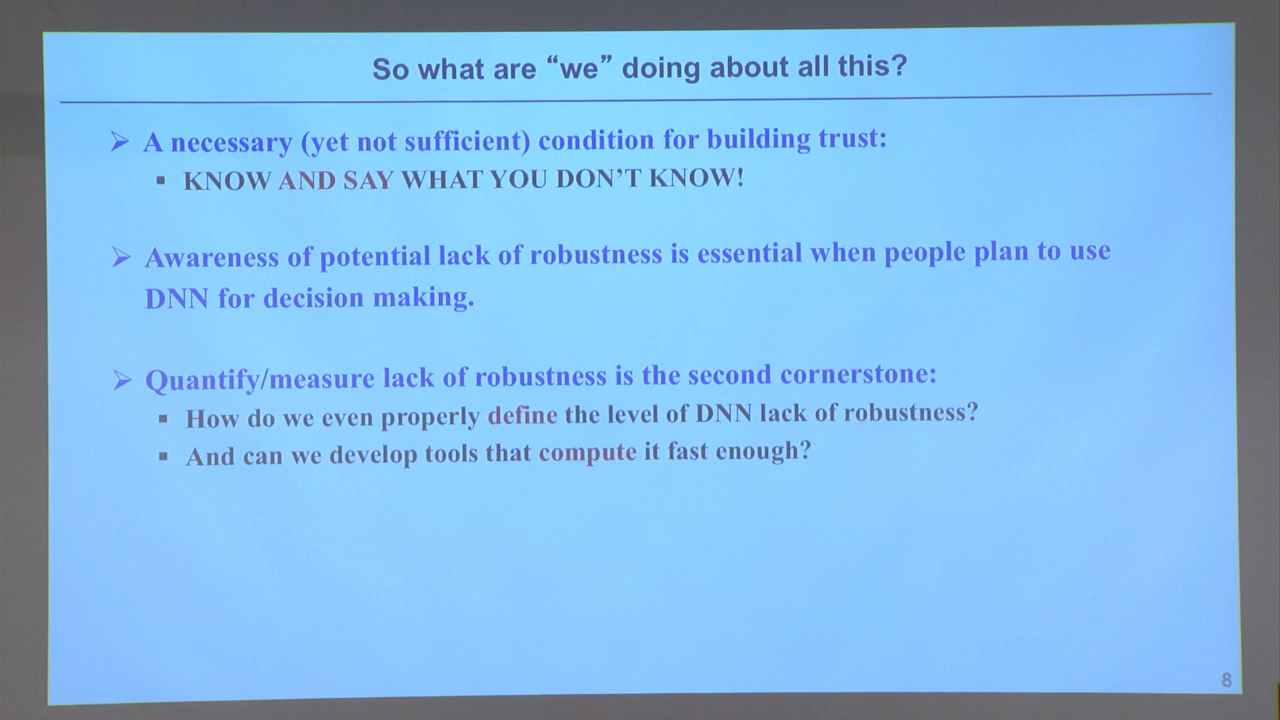 So what are “we” doing about all this?
➢ A necessary (yet not sufficient) condition for building trust:
▪ KNOW AND SAY WHAT YOU DON’T KNOW!
➢ Awareness of potential lack of robustness is essential when people plan to use
DNN for decision making.
➢ Quantify/measure lack of robustness is the second cornerstone:
▪ How do we even properly define the level of DNN lack of robustness?
▪ And can we develop tools that compute it fast enough?
8